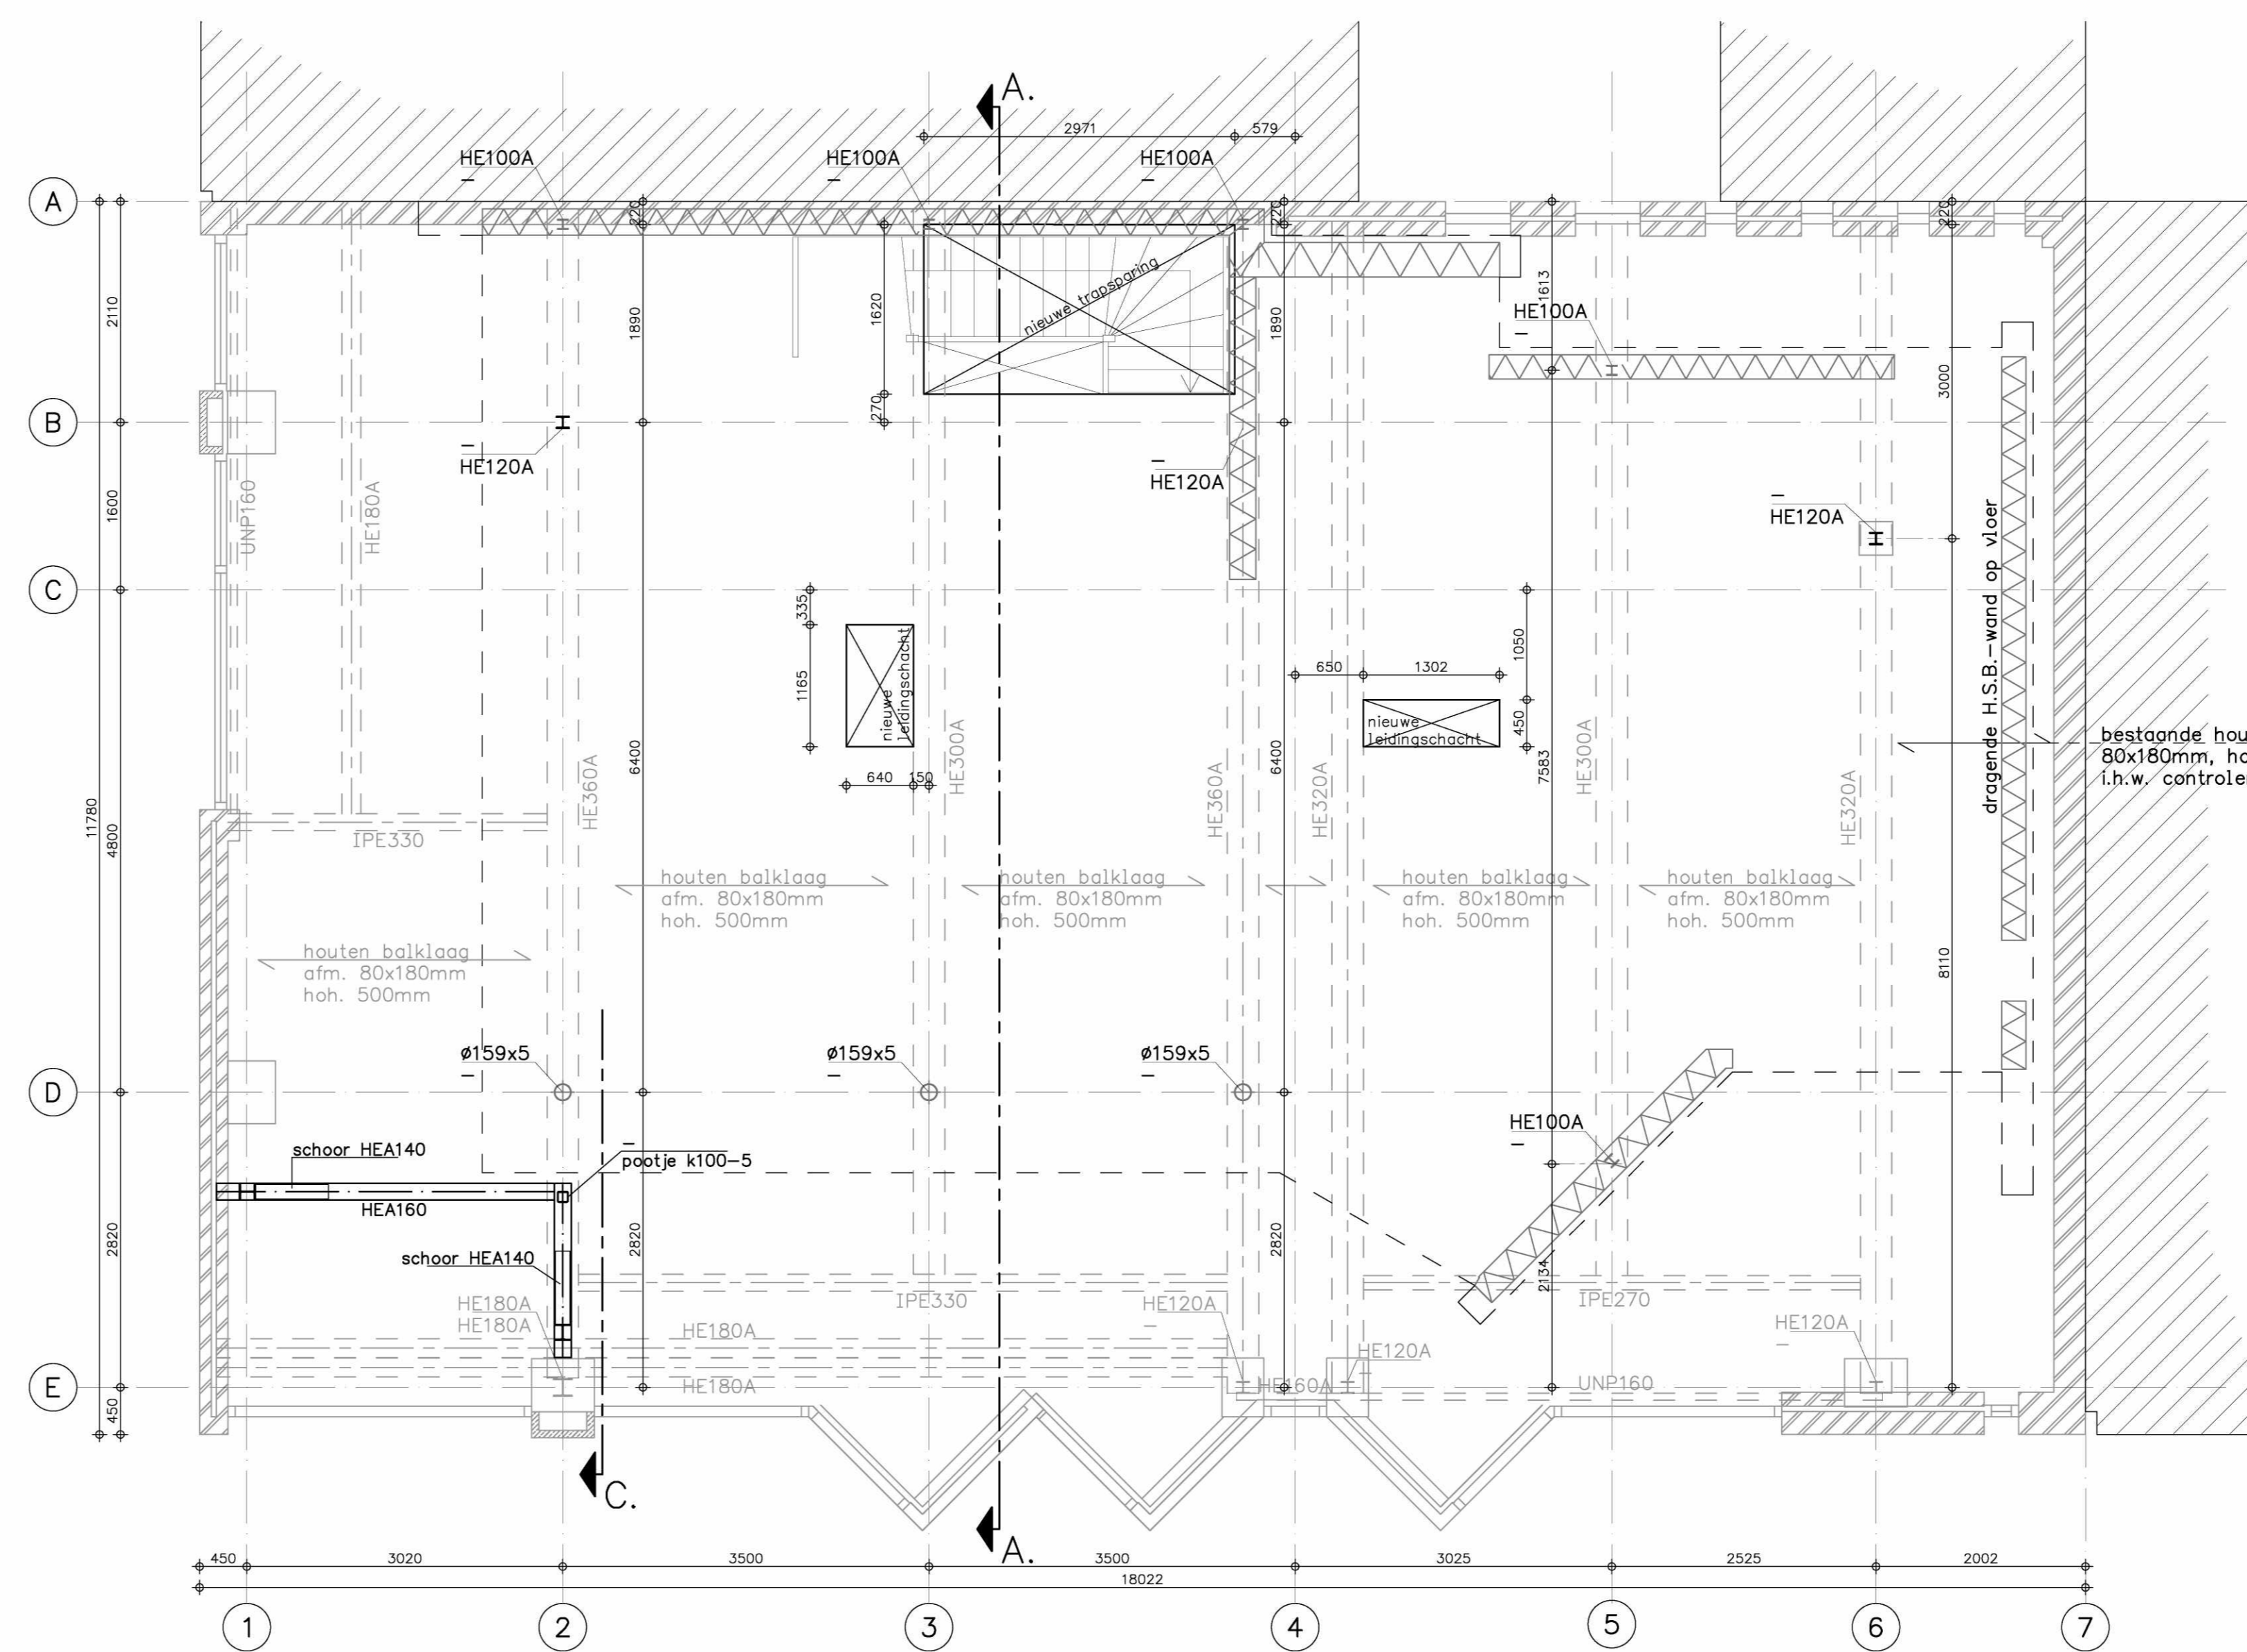 A.
2971
579
HE100A
HE100A
HE100A
A
220
220
220
2110
1890
1620
nieuwe trapsparing
1890
1613
HE100A
3000
270
B
HE120A
HE120A
HE120A
1600
UNP160
HE180A
C
335
1165
nieuwe
leidingschacht
640
150
650
1302
1050
450
nieuwe
leidingschacht
dragende H.S.B.-wand op vloer
bestaande hou
80x180mm, ho
i.h.w. controle
11780
4800
6400
6400
7583
8110
HE360A
HE300A
HE360A
HE320A
HE300A
HE320A
IPE330
houten balklaag
afm. 80x180mm
hoh. 500mm
houten balklaag
afm. 80x180mm
hoh. 500mm
houten balklaag
afm. 80x180mm
hoh. 500mm
houten balklaag
afm. 80x180mm
hoh. 500mm
houten balklaag
afm. 80x180mm
hoh. 500mm
ø159x5
ø159x5
ø159x5
D
HE100A
schoor HEA140
pootje k100-5
HEA160
2820
2820
2820
2134
schoor HEA140
HE180A
HE180A
HE180A
IPE330
HE120A
IPE270
HE120A
HE120A
E
HE180A
HE160A
UNP160
450
C.
A.
450
3020
3500
3500
3025
2525
2002
18022
1
2
3
4
5
6
7